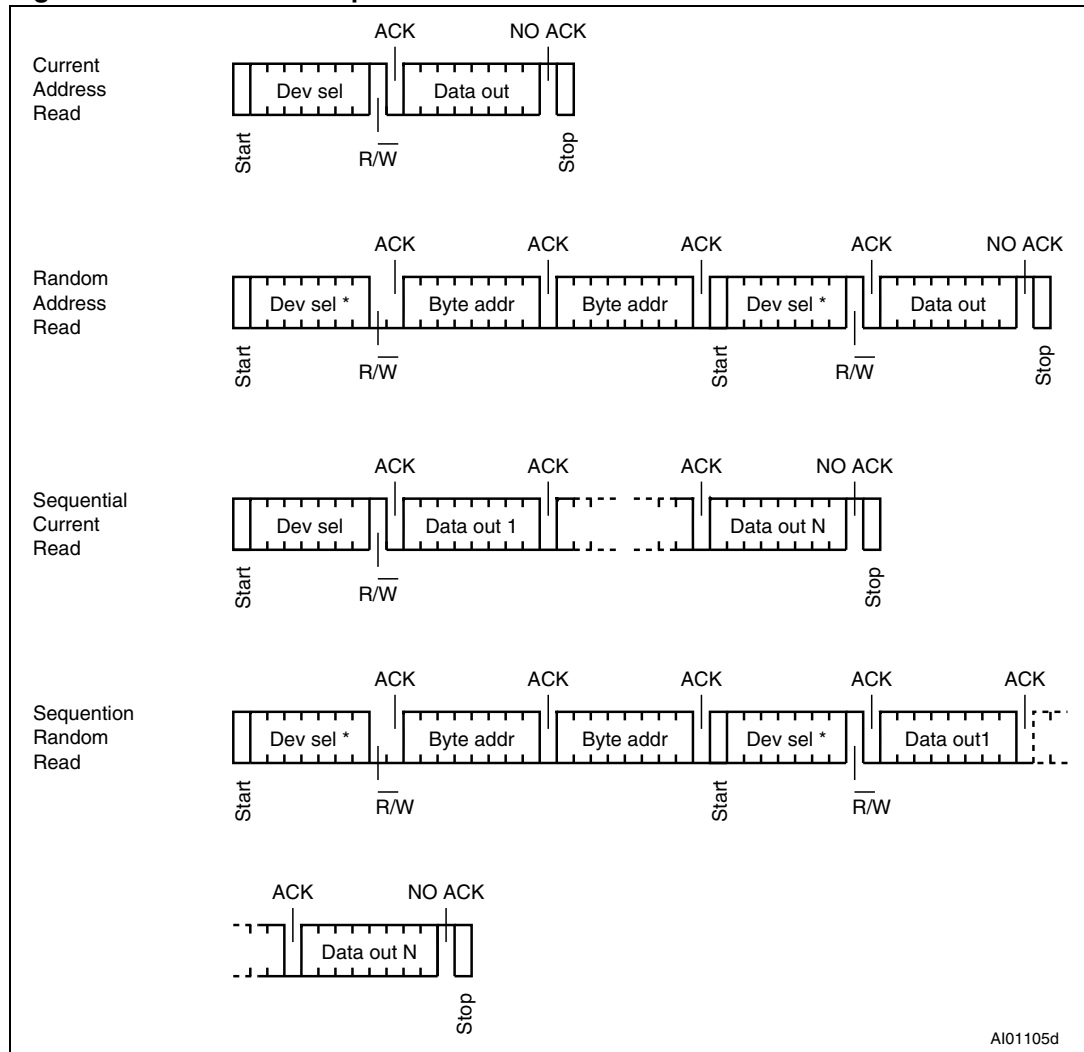 ACK NO ACK
Current
Address
Read
Dev sel Data out
Start R/W Stop
ACK ACK ACK ACK NO ACK
Random
Address
Read
Dev sel * Byte addr Byte addr Dev sel * Data out
Start R/W Start R/W Stop
ACK ACK ACK NO ACK
Sequential
Current
Read
Dev sel Data out 1 Data out N
Start R/W Stop
ACK ACK ACK ACK ACK
Sequention
Random
Read
Dev sel * Byte addr Byte addr Dev sel * Data out1
Start R/W Start R/W
ACK NO ACK
Data out N
Stop
AI01105d